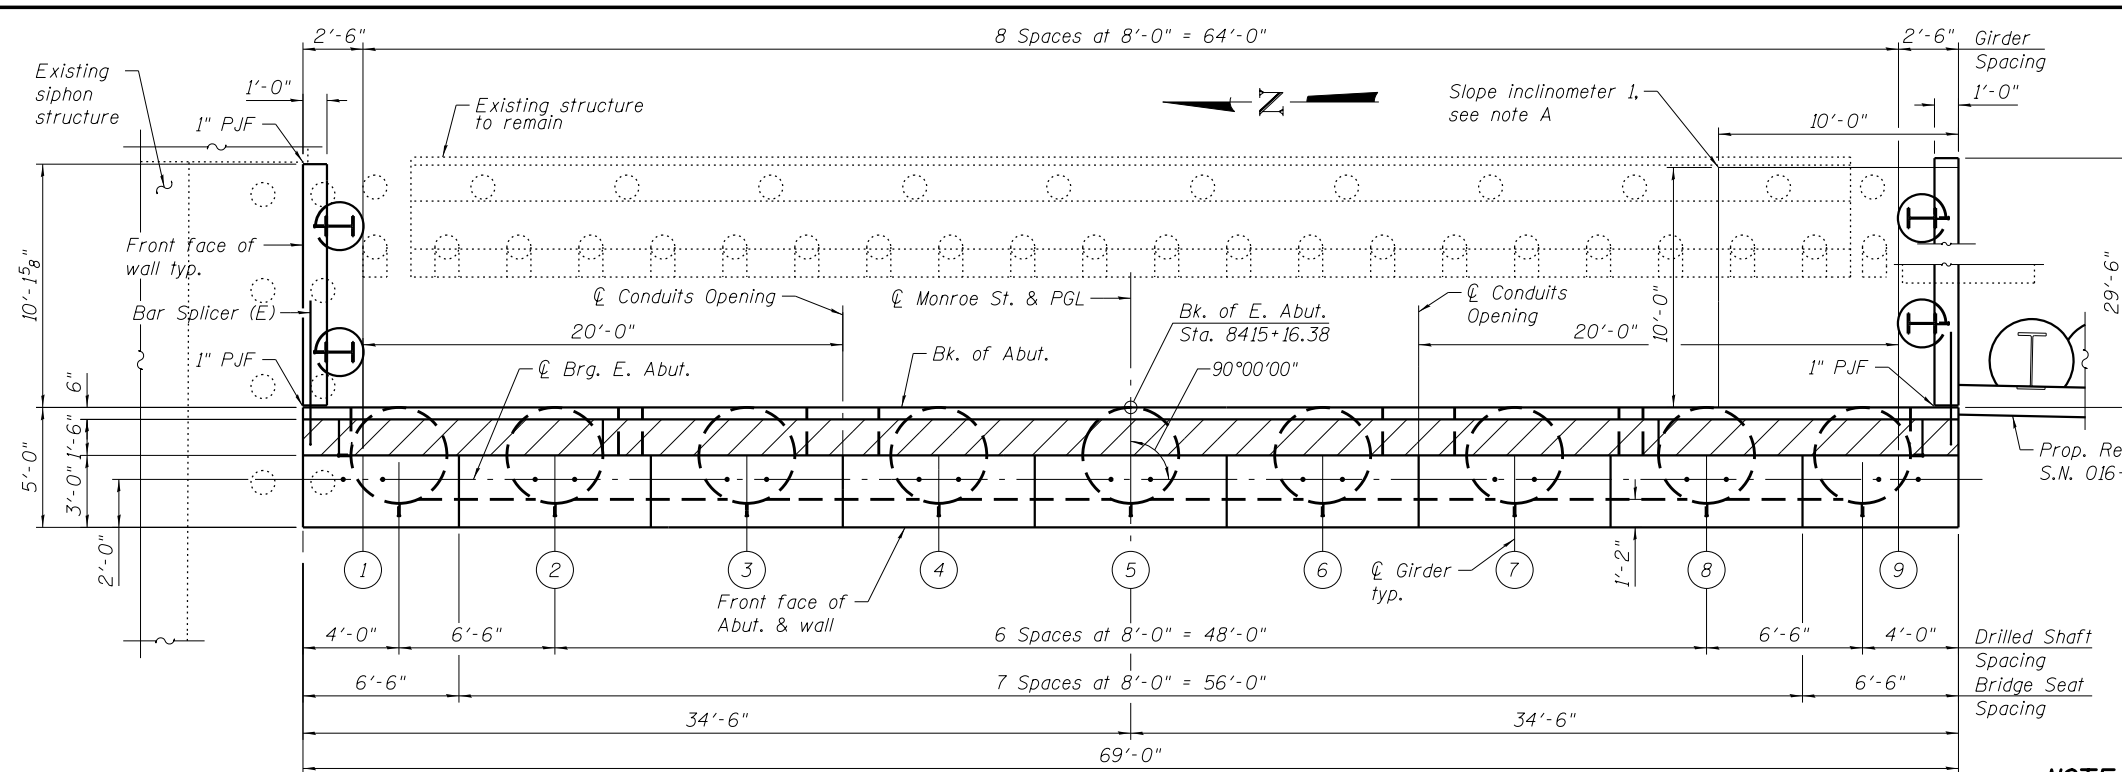 2'-6"
8 Spaces at 8'-0" = 64'-0"
2'-6"
Girder
Spacing
Existing
siphon
structure
1'-0"
1" PJF
Existing structure
to remain
N
Slope inclinometer 1,
see note A
1'-0"
10'-0"
Front face of
wall typ.
10'-1 5/8"
Bar Splicer (E)
℄ Conduits Opening
℄ Monroe St. & PGL
Bk. of E. Abut.
Sta. 8415+16.38
℄ Conduits
Opening
10'-0"
29'-6"
20'-0"
20'-0"
1" PJF
℄ Brg. E. Abut.
Bk. of Abut.
90°00'00"
1" PJF
6"
1'-6"
5'-0"
3'-0"
2'-0"
Prop. Re
S.N. 016-
1
2
3
4
5
6
7
8
9
Front face of
Abut. & wall
℄ Girder
typ.
1'-2"
4'-0"
6'-6"
6 Spaces at 8'-0" = 48'-0"
6'-6"
4'-0"
Drilled Shaft
Spacing
6'-6"
7 Spaces at 8'-0" = 56'-0"
6'-6"
Bridge Seat
Spacing
34'-6"
34'-6"
69'-0"
NOTE